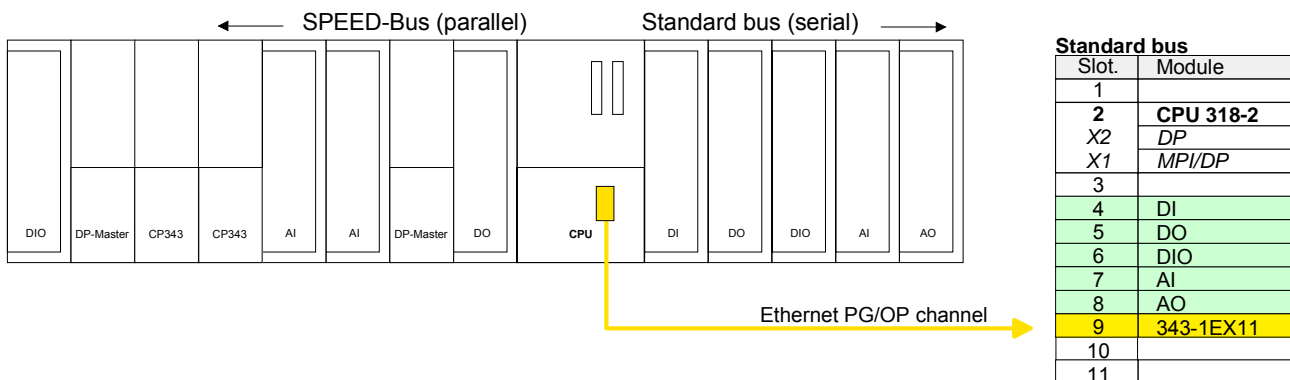 SPEED-Bus (parallel) Standard bus (serial)
DIO DP-Master CP343 CP343 AI AI DP-Master DO CPU DI DO DIO AI AO
Ethernet PG/OP channel
Standard bus
Slot. Module
1
2 CPU 318-2
X2 DP
X1 MPI/DP
3
4 DI
5 DO
6 DIO
7 AI
8 AO
9 343-1EX11
10
11